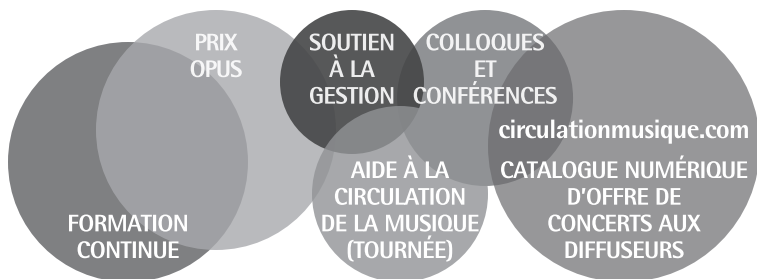 PRIX
OPUS
SOUTIEN
À LA
GESTION
COLLOQUES
ET
CONFÉRENCES
circulationmusique.com
FORMATION
CONTINUE
AIDE À LA
CIRCULATION
DE LA MUSIQUE
(TOURNÉE)
CATALOGUE NUMÉRIQUE
D'OFFRE DE
CONCERTS AUX
DIFFUSEURS